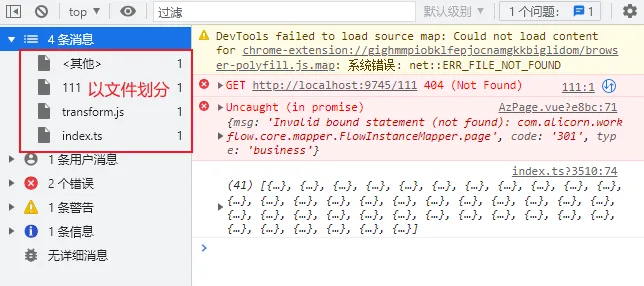 top
过滤
默认级别
1 个问题:
1
4 条消息
<其他> 1
111 1
以文件划分
transform.js 1
index.ts 1
1 条用户消息
2 个错误
1 条警告
1 条信息
无详细消息
DevTools failed to load source map: Could not load content
for chrome-extension://gighmmpiobklfepjocnamgkkbiglidom/brows
er-polyfill.js.map: 系统错误: net::ERR_FILE_NOT_FOUND
GET http://localhost:9745/111 404 (Not Found) 111:1
Uncaught (in promise) AzPage.vue?e8bc:71
{msg: 'Invalid bound statement (not found): com.alicorn.work
flow.core.mapper.FlowInstanceMapper.page', code: '301', typ
e: 'business'}
index.ts?3510:74
(41) [{…}, {…}, {…}, {…}, {…}, {…}, {…}, {…}, {…}, {…},
{…}, {…}, {…}, {…}, {…}, {…}, {…}, {…}, {…}, {…}, {…},
{…}, {…}, {…}, {…}, {…}, {…}, {…}, {…}, {…}, {…}, {…},
{…}, {…}, {…}, {…}, {…}, {…}]